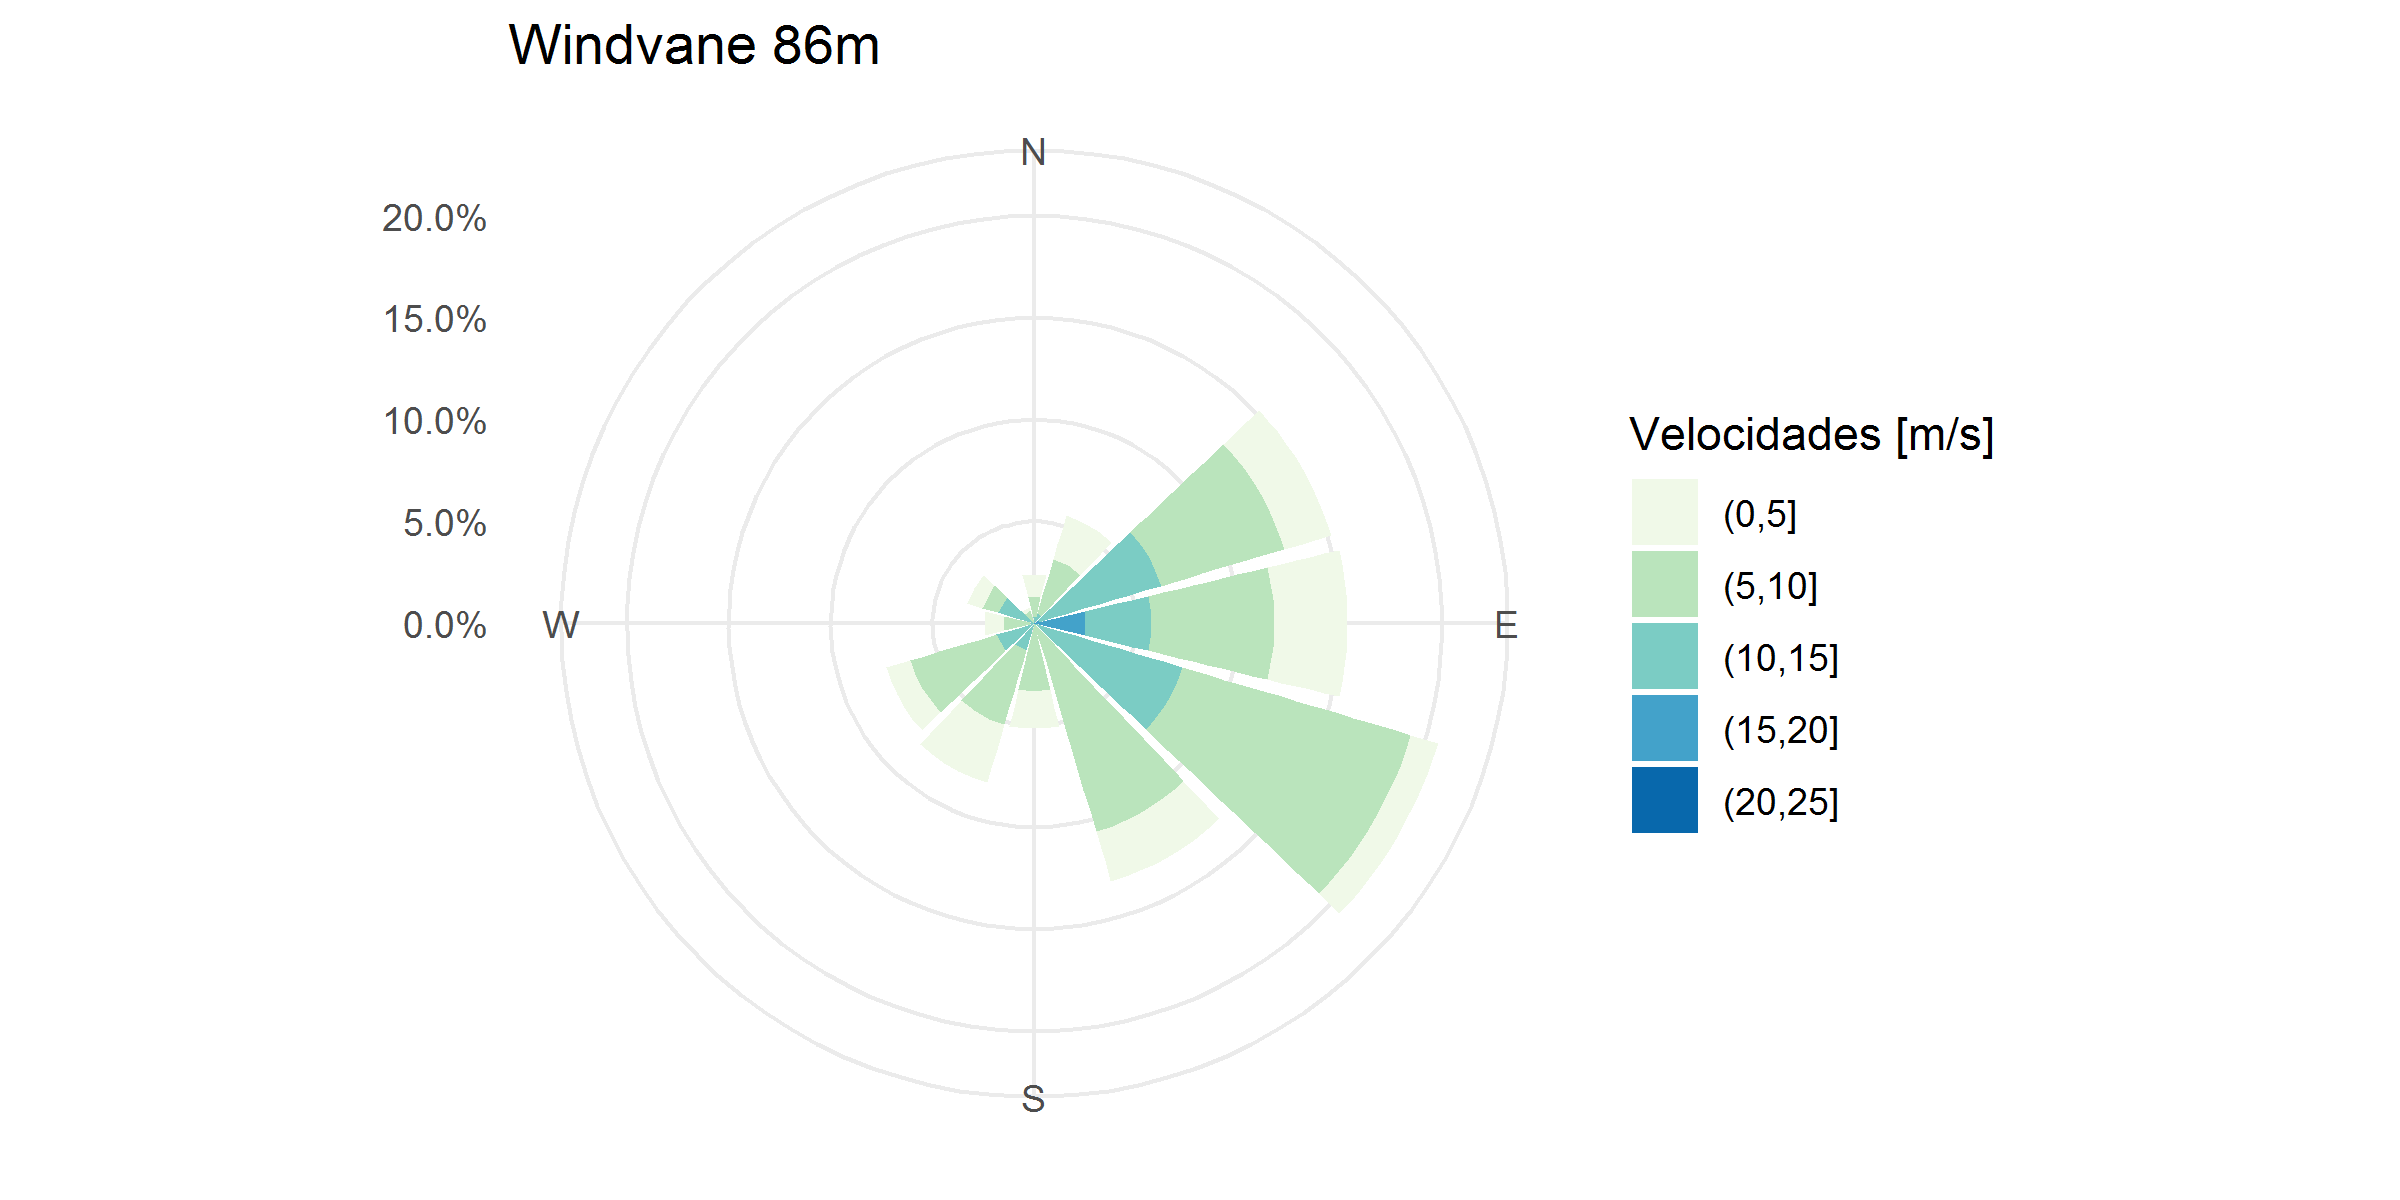 Windvane 86m
N
20.0%
15.0%
10.0%
5.0%
0.0%
W
E
S
Velocidades [m/s]
(0,5]
(5,10]
(10,15]
(15,20]
(20,25]